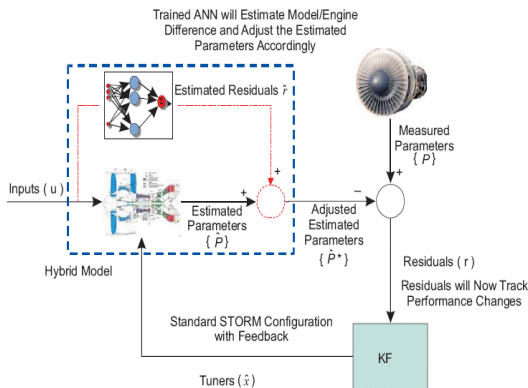 Trained ANN will Estimate Model/Engine
Difference and Adjust the Estimated
Parameters Accordingly
Estimated Residuals r̂
Measured
Parameters
{ P }
Inputs ( u )
+
+
+
−
Estimated
Parameters
{ P̂ }
Adjusted
Estimated
Parameters
{ P̂ * }
Hybrid Model
Residuals ( r )
Residuals will Now Track
Performance Changes
Standard STORM Configuration
with Feedback
KF
Tuners ( x̂ )